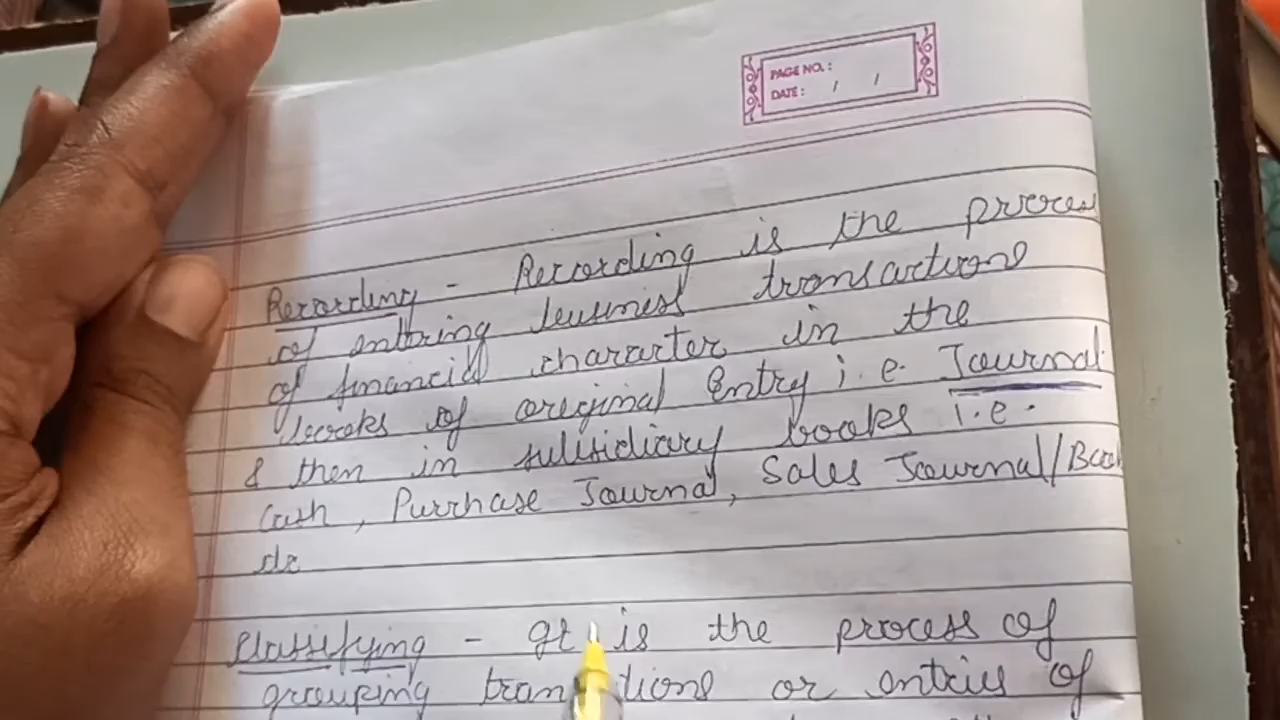 PAGE NO.:
DATE: / /
Recording - Recording is the process
of entering business transactions
of financial character in the
books of original Entry i.e. Journal
& then in subsidiary books i.e.
Cash, Purchase Journal, Sales Journal/Book
etc
Classifying - It is the process of
grouping transactions or entries of